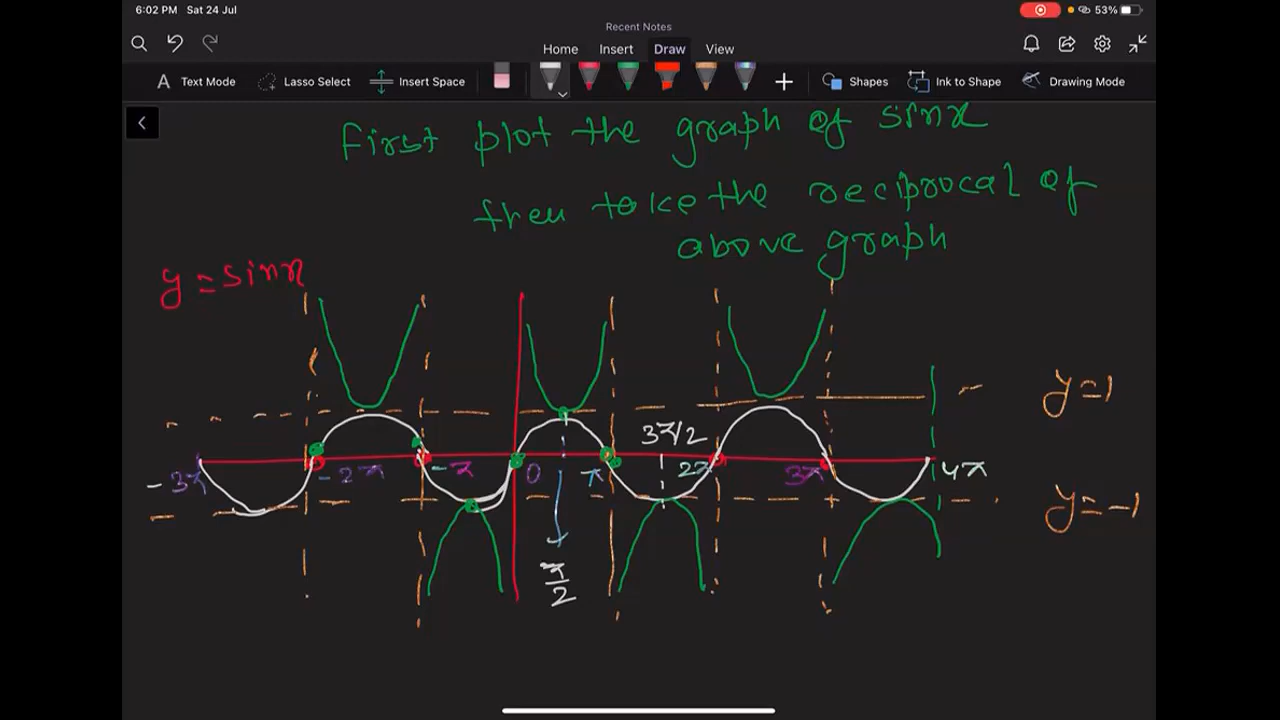 6:02 PM Sat 24 Jul
53%
Recent Notes
Home Insert Draw View
Text Mode Lasso Select Insert Space Shapes Ink to Shape Drawing Mode
First plot the graph of sinx
then take the reciprocal of
above graph
y = sinx
y=1
3π/2
-3π -2π -π 0 π 2π 3π 4π
y=-1
π/2